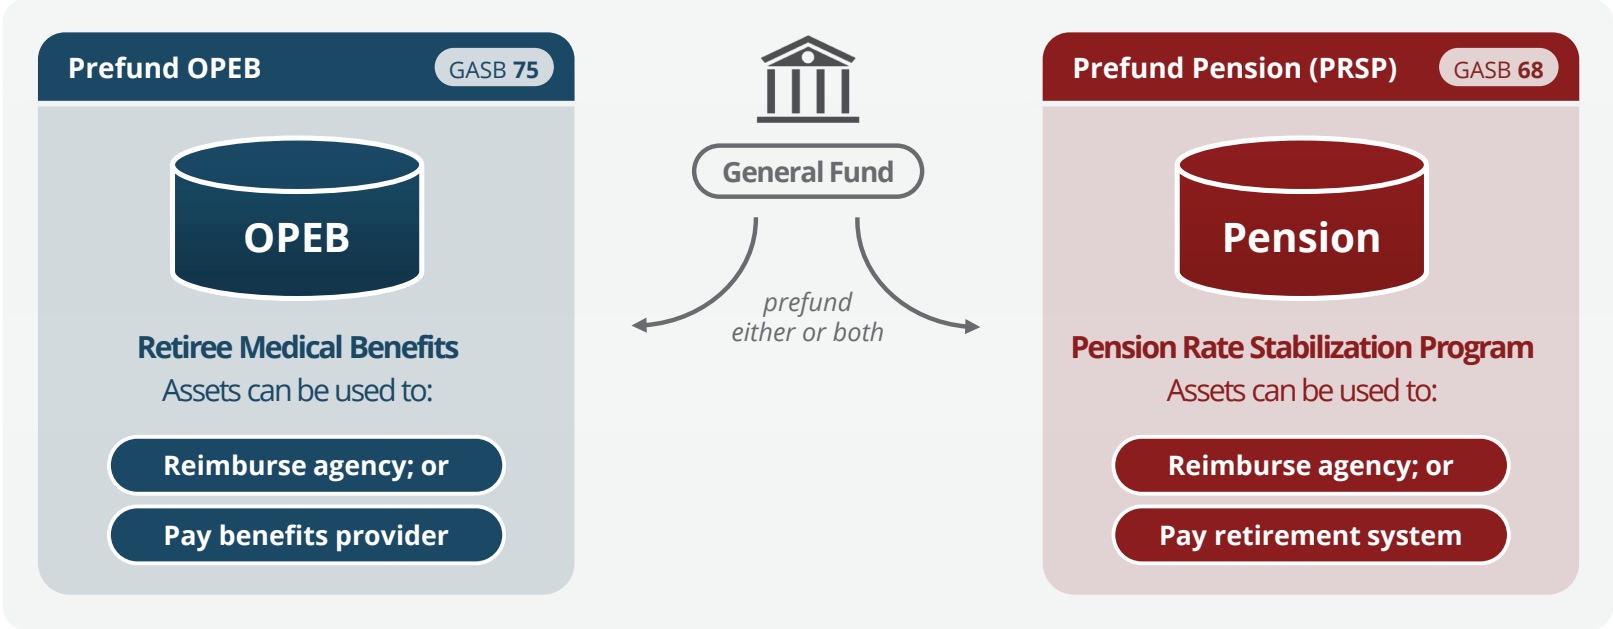 Prefund OPEB
GASB 75
OPEB
Retiree Medical Benefits
Assets can be used to:
Reimburse agency; or
Pay benefits provider
General Fund
prefund
either or both
Prefund Pension (PRSP)
GASB 68
Pension
Pension Rate Stabilization Program
Assets can be used to:
Reimburse agency; or
Pay retirement system